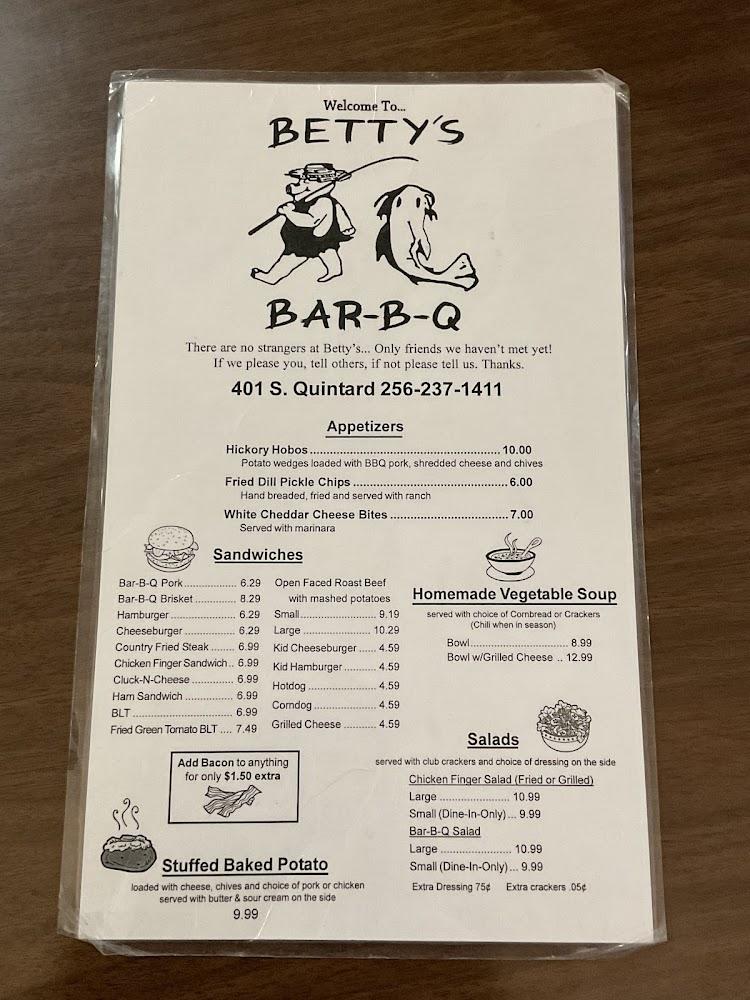 Welcome To...
BETTY'S
BAR-B-Q
There are no strangers at Betty's... Only friends we haven't met yet!
If we please you, tell others, if not please tell us. Thanks.
401 S. Quintard 256-237-1411
Appetizers
Hickory Hobos ........ 10.00
Potato wedges loaded with BBQ pork, shredded cheese and chives
Fried Dill Pickle Chips ........ 6.00
Hand breaded, fried and served with ranch
White Cheddar Cheese Bites ........ 7.00
Served with marinara
Sandwiches
Bar-B-Q Pork ........ 6.29
Bar-B-Q Brisket ........ 8.29
Hamburger ........ 6.29
Cheeseburger ........ 6.29
Country Fried Steak ....... 6.99
Chicken Finger Sandwich .. 6.99
Cluck-N-Cheese ........ 6.99
Ham Sandwich ........ 6.99
BLT ........ 6.99
Fried Green Tomato BLT .... 7.49
Open Faced Roast Beef
with mashed potatoes
Small ........ 9.19
Large ........ 10.29
Kid Cheeseburger ..... 4.59
Kid Hamburger ........ 4.59
Hotdog ........ 4.59
Corndog ........ 4.59
Grilled Cheese ........ 4.59
Add Bacon to anything
for only $1.50 extra
Stuffed Baked Potato
loaded with cheese, chives and choice of pork or chicken
served with butter & sour cream on the side
9.99
Homemade Vegetable Soup
served with choice of Cornbread or Crackers
(Chili when in season)
Bowl ........ 8.99
Bowl w/Grilled Cheese .. 12.99
Salads
served with club crackers and choice of dressing on the side
Chicken Finger Salad (Fried or Grilled)
Large ........ 10.99
Small (Dine-In-Only)... 9.99
Bar-B-Q Salad
Large ........ 10.99
Small (Dine-In-Only)... 9.99
Extra Dressing 75¢ Extra crackers .05¢